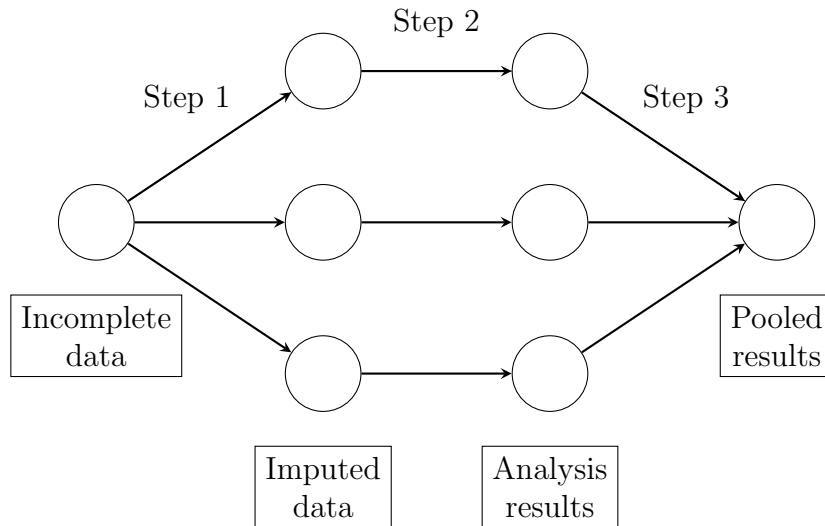 Step 2
Step 1
Step 3
Incomplete
data
Pooled
results
Imputed
data
Analysis
results